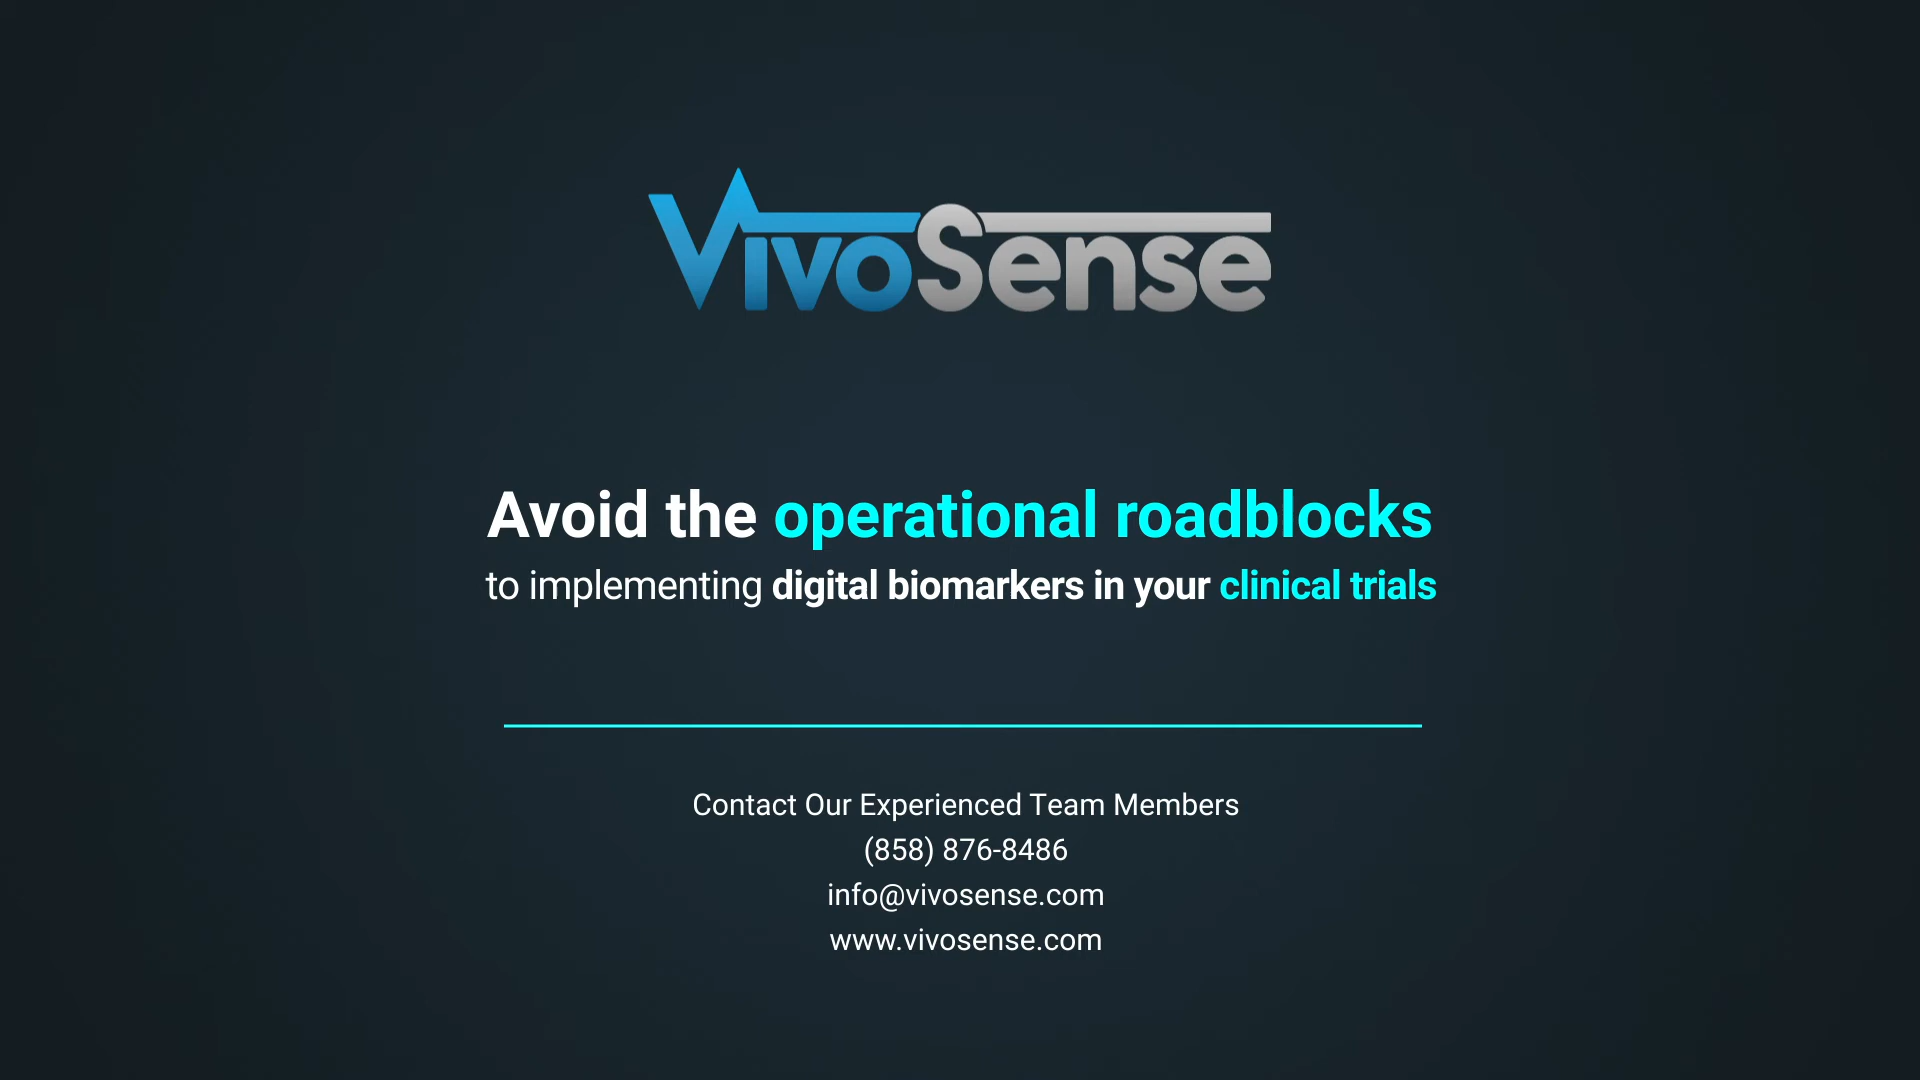 VivoSense
Avoid the operational roadblocks
to implementing digital biomarkers in your clinical trials
Contact Our Experienced Team Members
(858) 876-8486
info@vivosense.com
www.vivosense.com